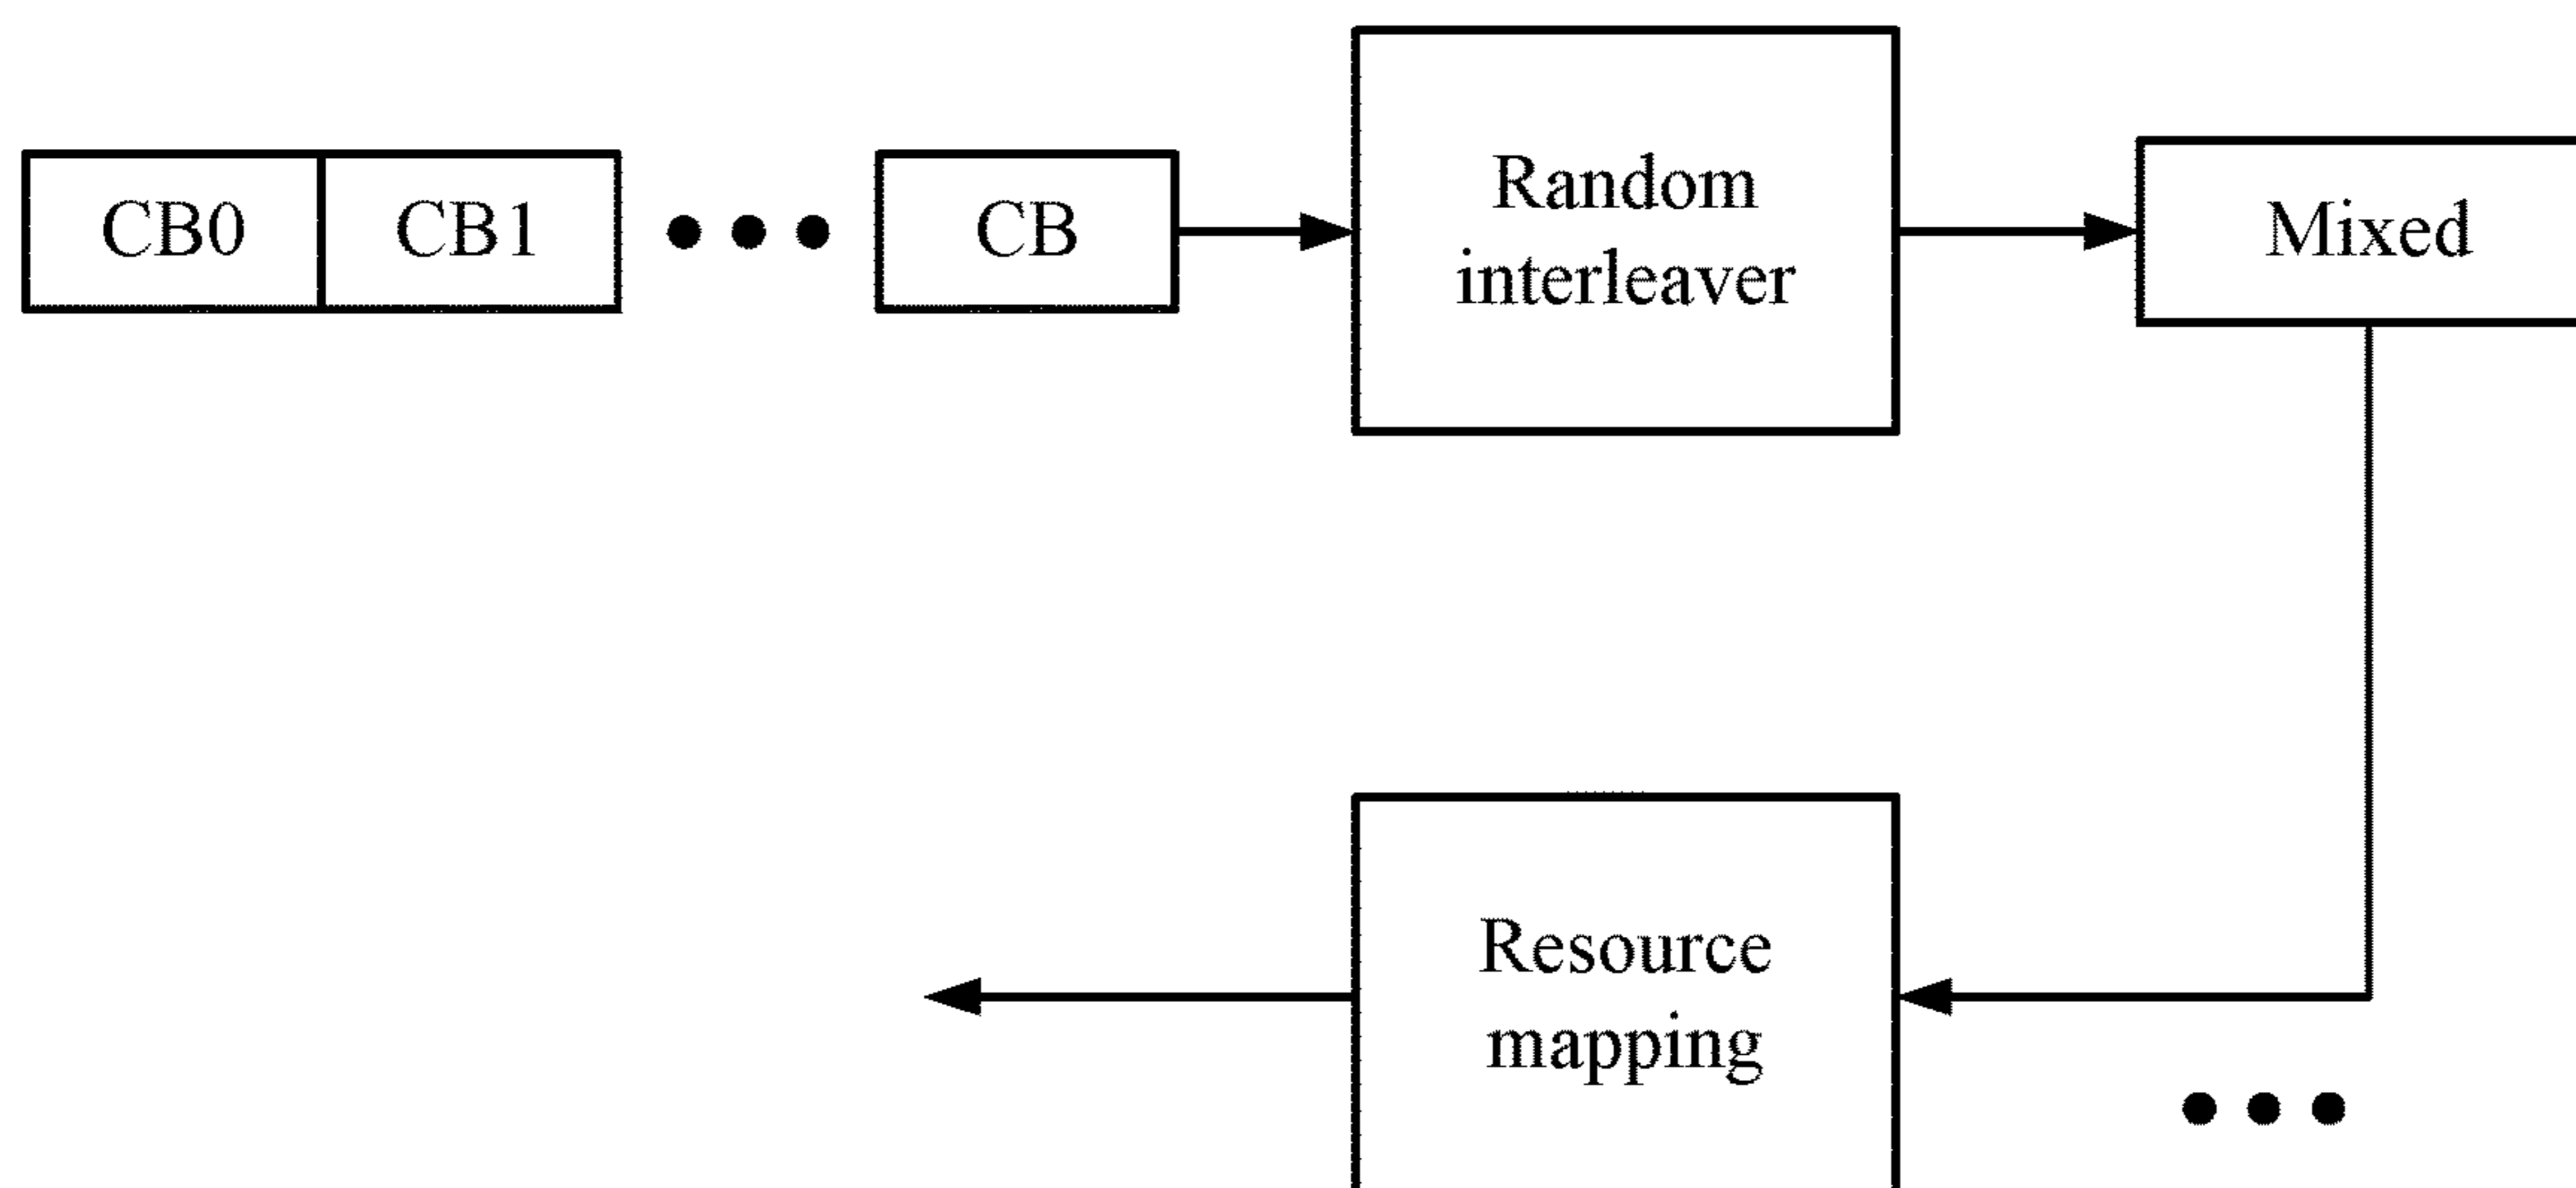 CB0 CB1 ••• CB
Random
interleaver
Mixed
Resource
mapping
•••